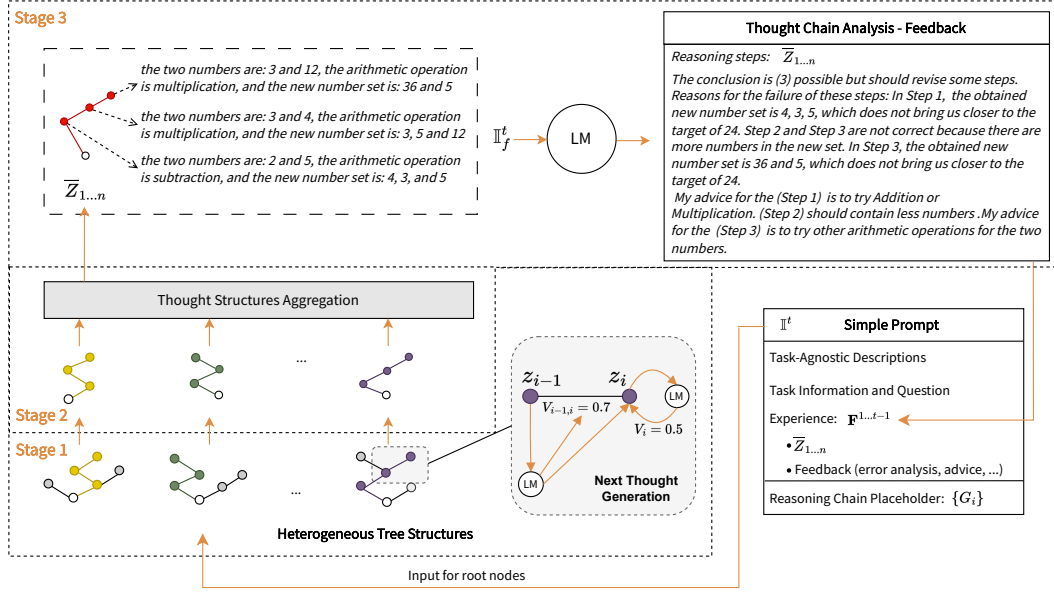 Stage 3
the two numbers are: 3 and 12, the arithmetic operation
is multiplication, and the new number set is: 36 and 5
the two numbers are: 3 and 4, the arithmetic operation
is multiplication, and the new number set is: 3, 5 and 12
the two numbers are: 2 and 5, the arithmetic operation
is subtraction, and the new number set is: 4, 3, and 5
Z̅₁...ₙ
𝕀ᶠᵗ
LM
Thought Chain Analysis - Feedback
Reasoning steps: Z̅₁...ₙ
The conclusion is (3) possible but should revise some steps.
Reasons for the failure of these steps: In Step 1, the obtained
new number set is 4, 3, 5, which does not bring us closer to the
target of 24. Step 2 and Step 3 are not correct because there are
more numbers in the new set. In Step 3, the obtained new
number set is 36 and 5, which does not bring us closer to the
target of 24.
My advice for the (Step 1) is to try Addition or
Multiplication. (Step 2) should contain less numbers .My advice
for the (Step 3) is to try other arithmetic operations for the two
numbers.
Thought Structures Aggregation
...
Stage 2
Stage 1
...
Heterogeneous Tree Structures
zᵢ₋₁
zᵢ
Vᵢ₋₁,ᵢ = 0.7
LM
Vᵢ = 0.5
LM
Next Thought
Generation
𝕀ᵗ Simple Prompt
Task-Agnostic Descriptions
Task Information and Question
Experience: 𝐅¹···ᵗ⁻¹
• Z̅₁...ₙ
• Feedback (error analysis, advice, ...)
Reasoning Chain Placeholder: {Gᵢ}
Input for root nodes